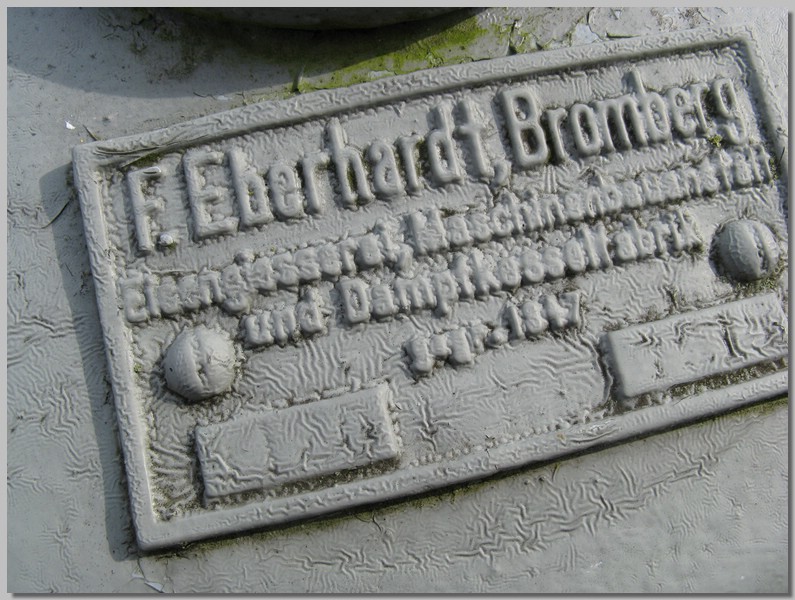 F. Eberhardt, Bromberg
Eisengiesserei, Maschinenbauanstalt
und Dampfkesselfabrik
gegr. 1847